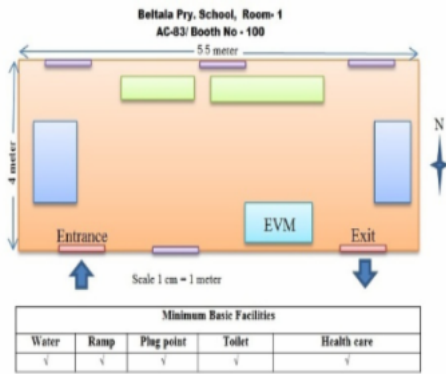 Beltala Pry. School, Room- 1
AC-83/ Booth No - 100
5.5 meter
4 meter
N
EVM
Entrance
Exit
Scale 1 cm = 1 meter
Minimum Basic Facilities
Water Ramp Plug point Toilet Health care
√ √ √ √ √